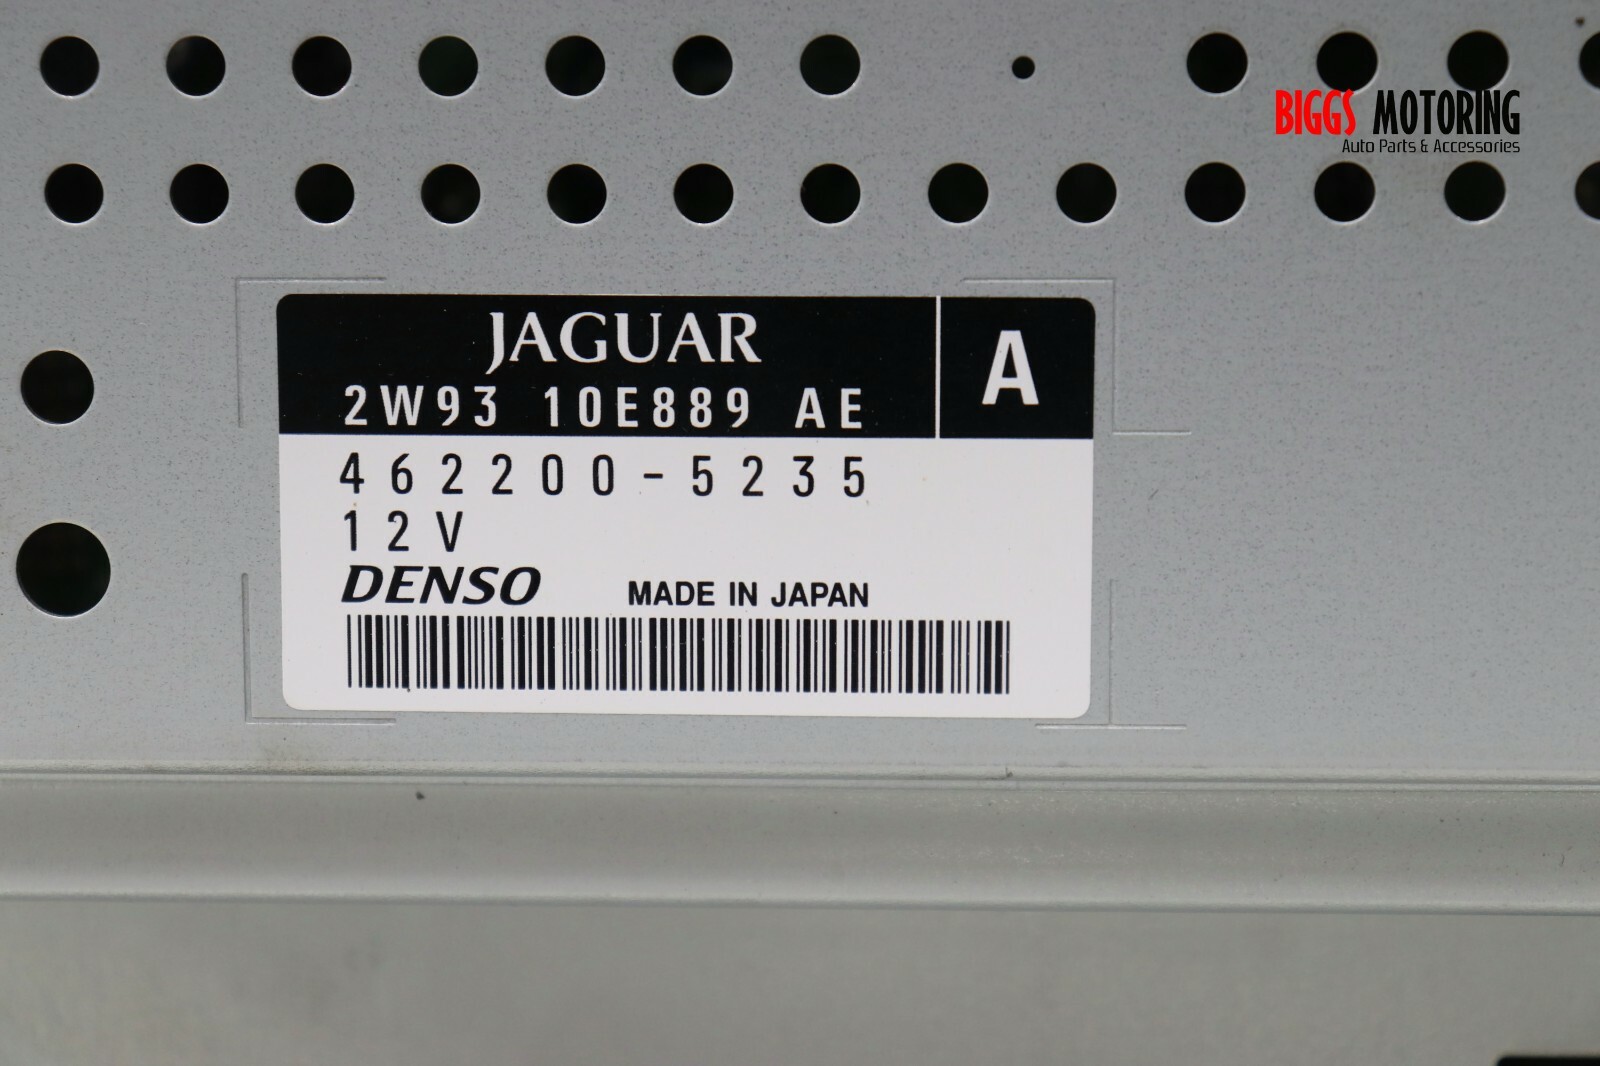 BIGGS MOTORING
Auto Parts & Accessories
JAGUAR
2W93 10E889 AE
A
462200-5235
12V
DENSO MADE IN JAPAN